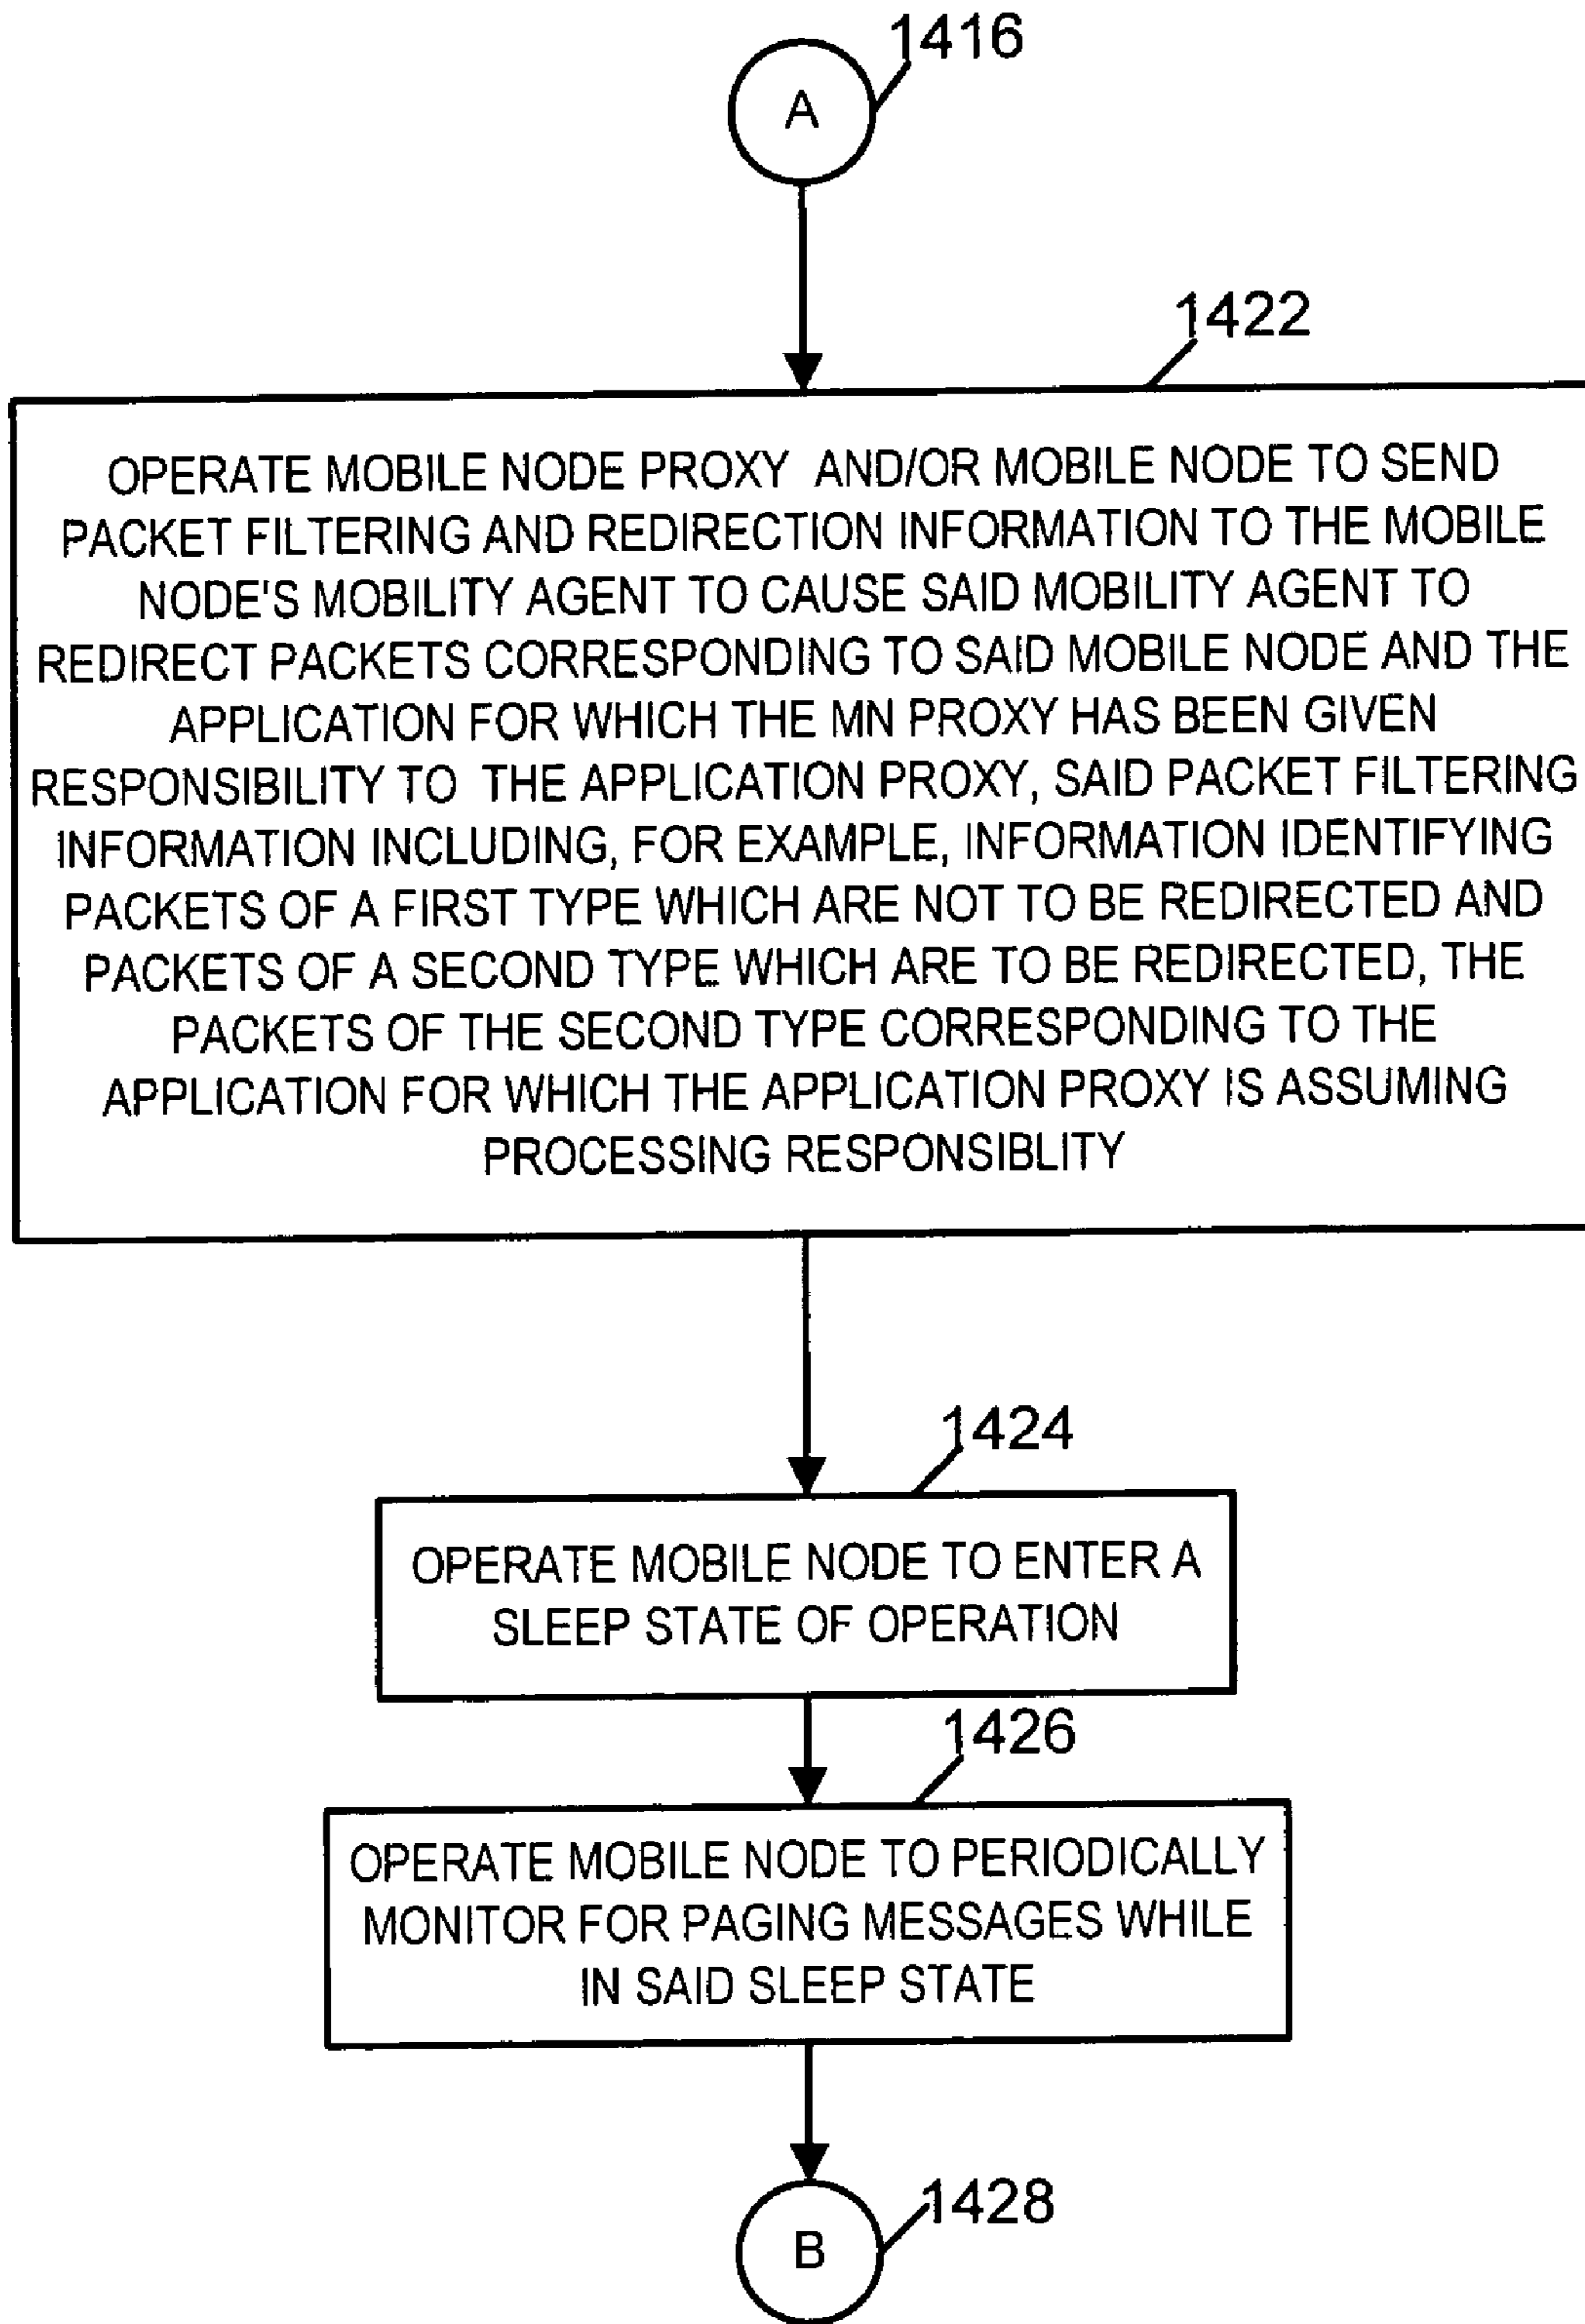 1416
A
1422
OPERATE MOBILE NODE PROXY AND/OR MOBILE NODE TO SEND
PACKET FILTERING AND REDIRECTION INFORMATION TO THE MOBILE
NODE'S MOBILITY AGENT TO CAUSE SAID MOBILITY AGENT TO
REDIRECT PACKETS CORRESPONDING TO SAID MOBILE NODE AND THE
APPLICATION FOR WHICH THE MN PROXY HAS BEEN GIVEN
RESPONSIBILITY TO THE APPLICATION PROXY, SAID PACKET FILTERING
INFORMATION INCLUDING, FOR EXAMPLE, INFORMATION IDENTIFYING
PACKETS OF A FIRST TYPE WHICH ARE NOT TO BE REDIRECTED AND
PACKETS OF A SECOND TYPE WHICH ARE TO BE REDIRECTED, THE
PACKETS OF THE SECOND TYPE CORRESPONDING TO THE
APPLICATION FOR WHICH THE APPLICATION PROXY IS ASSUMING
PROCESSING RESPONSIBLITY
1424
OPERATE MOBILE NODE TO ENTER A
SLEEP STATE OF OPERATION
1426
OPERATE MOBILE NODE TO PERIODICALLY
MONITOR FOR PAGING MESSAGES WHILE
IN SAID SLEEP STATE
1428
B